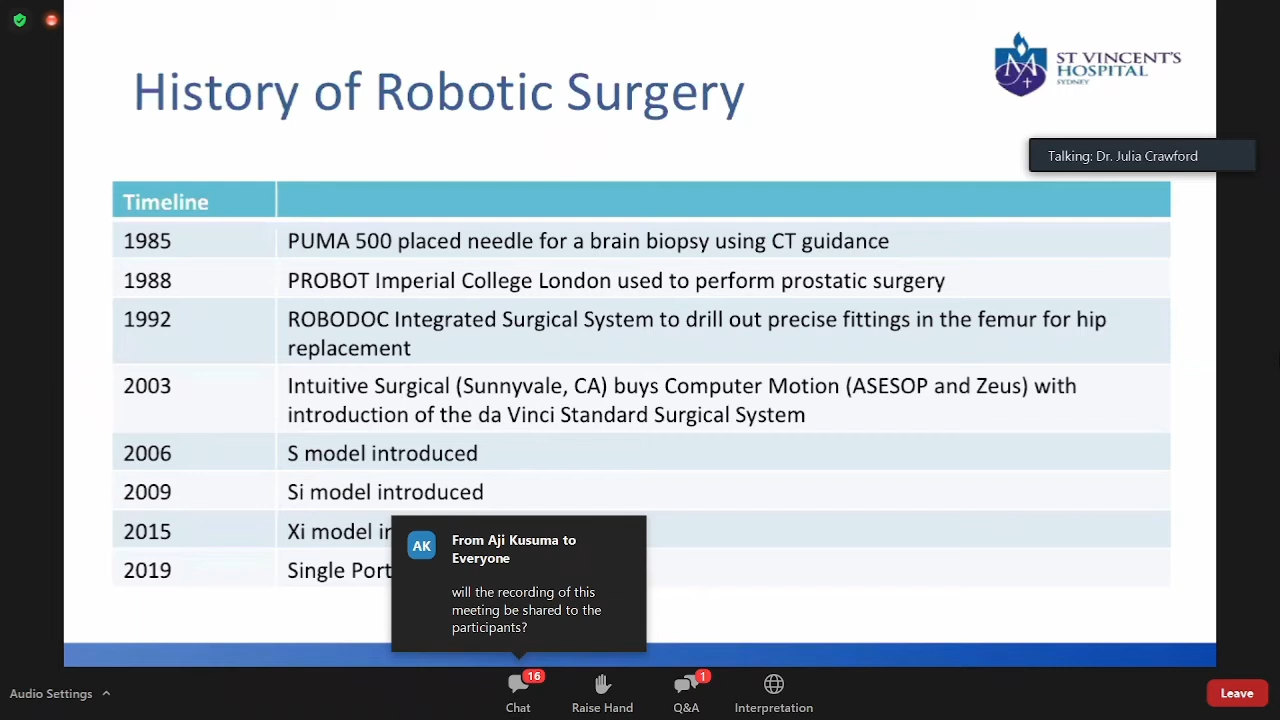 History of Robotic Surgery
ST VINCENT'S
HOSPITAL
SYDNEY
Talking: Dr. Julia Crawford
Timeline
1985 PUMA 500 placed needle for a brain biopsy using CT guidance
1988 PROBOT Imperial College London used to perform prostatic surgery
1992 ROBODOC Integrated Surgical System to drill out precise fittings in the femur for hip
replacement
2003 Intuitive Surgical (Sunnyvale, CA) buys Computer Motion (ASESOP and Zeus) with
introduction of the da Vinci Standard Surgical System
2006 S model introduced
2009 Si model introduced
2015 Xi model
2019 Single Port
AK
From Aji Kusuma to
Everyone
will the recording of this
meeting be shared to the
participants?
Audio Settings
16
Chat
Raise Hand
1
Q&A
Interpretation
Leave